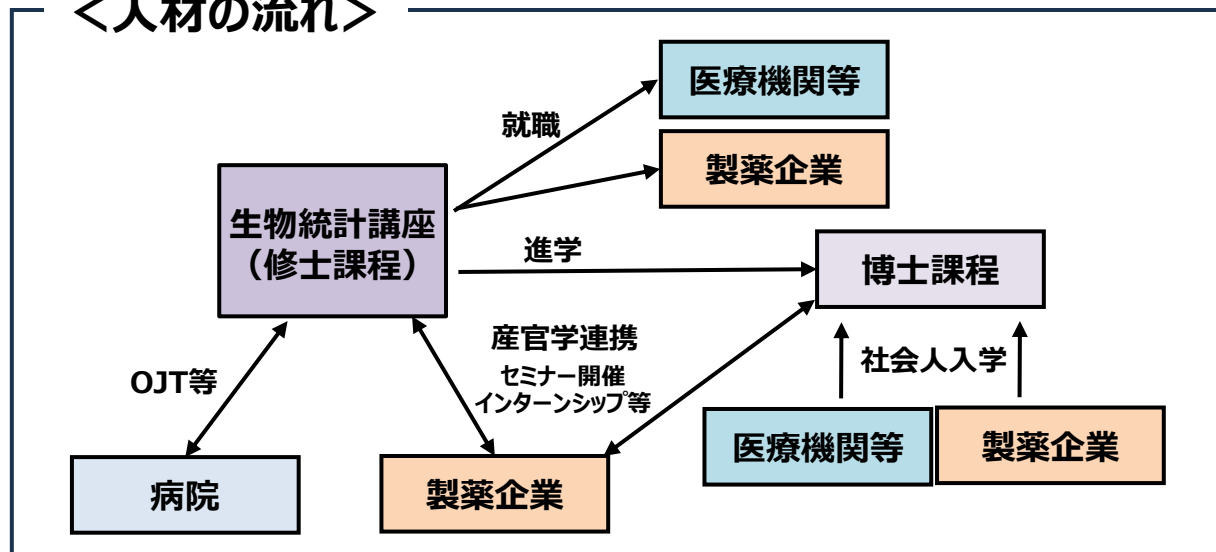 ＜人材の流れ＞
医療機関等
就職
製薬企業
生物統計講座
（修士課程）
進学
博士課程
産官学連携
セミナー開催
インターンシップ等
OJT等
社会人入学
医療機関等
製薬企業
病院
製薬企業